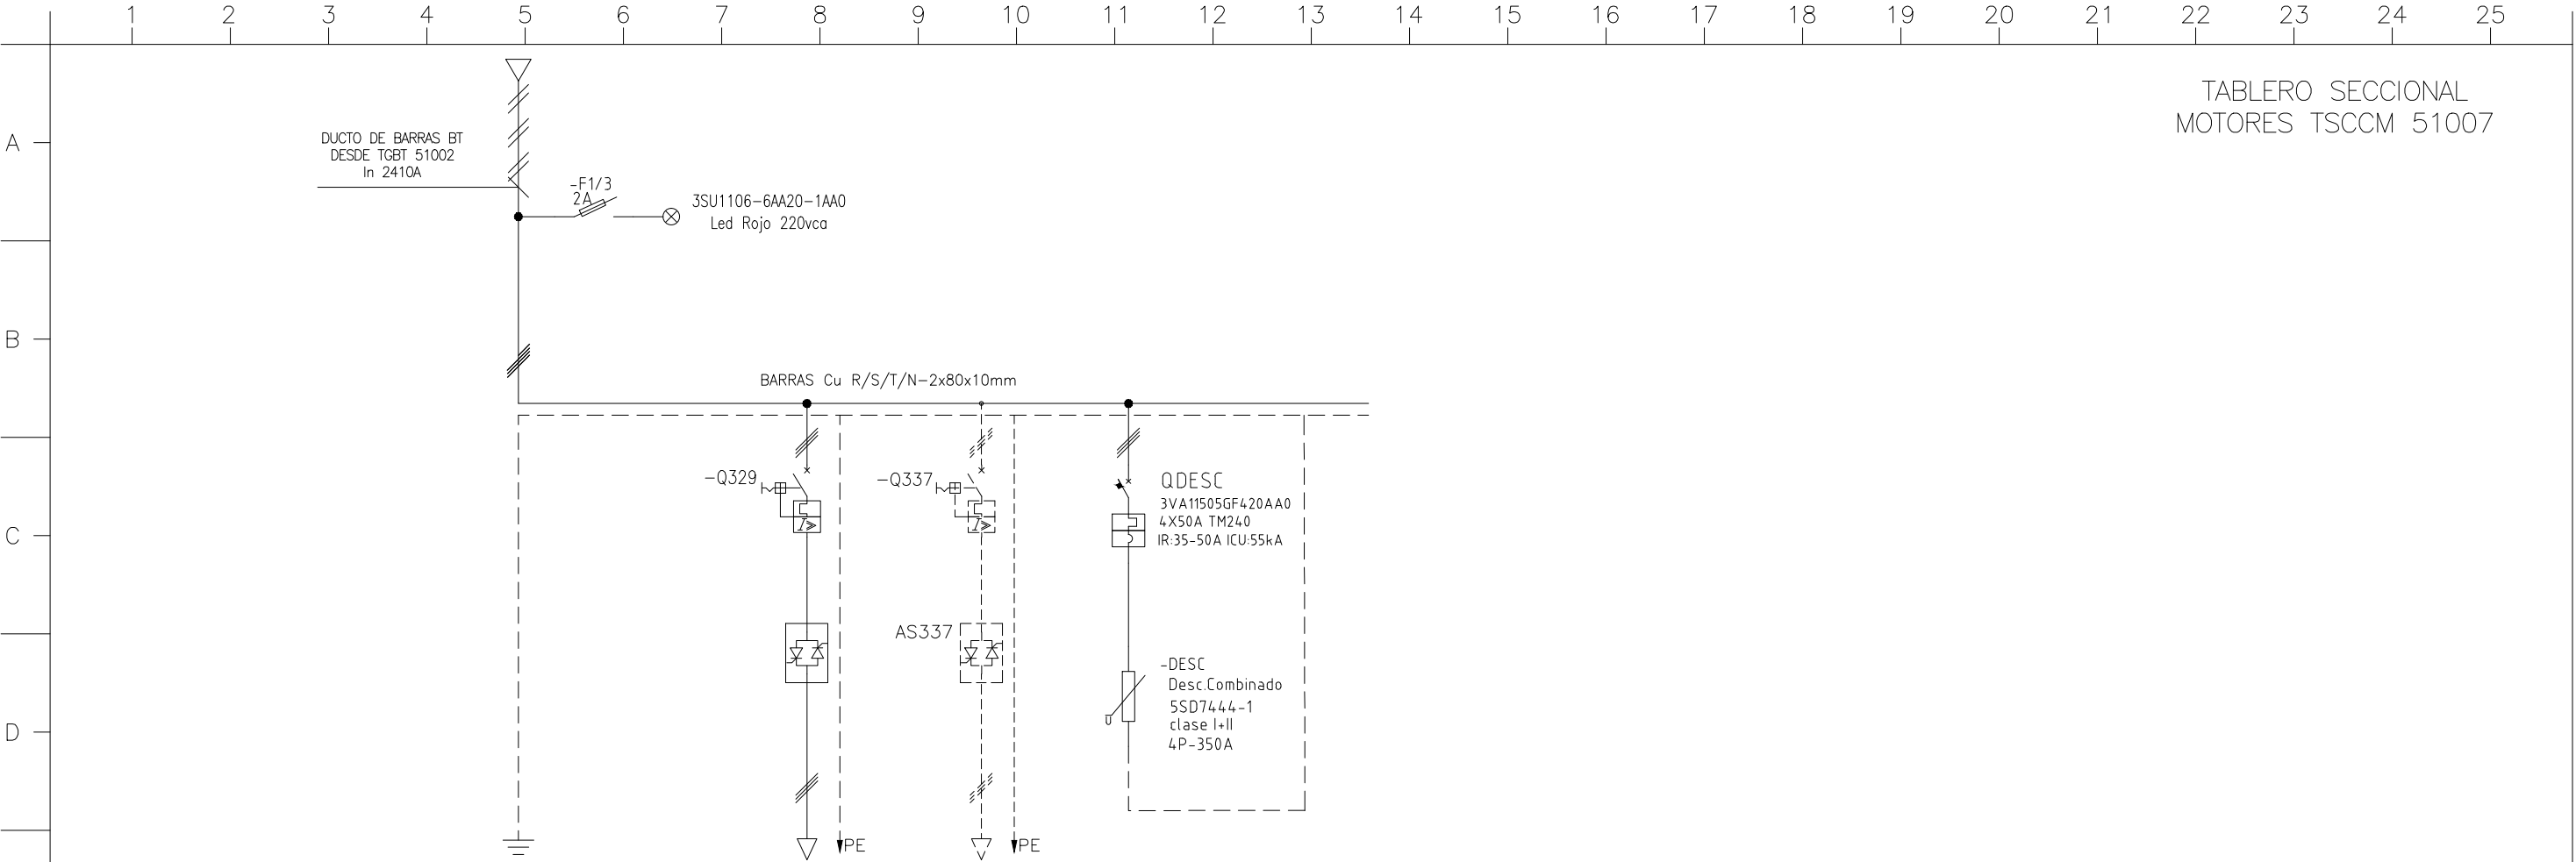 1 2 3 4 5 6 7 8 9 10 11 12 13 14 15 16 17 18 19 20 21 22 23 24 25
TABLERO SECCIONAL
MOTORES TSCCM 51007
A
DUCTO DE BARRAS BT
DESDE TGBT 51002
In 2410A
-F1/3
2A
3SU1106-6AA20-1AA0
Led Rojo 220vca
B
BARRAS Cu R/S/T/N-2x80x10mm
-Q329
I>
-Q337
I>
QDESC
3VA11505GF420AA0
4X50A TM240
IR:35-50A ICU:55kA
C
AS337
-DESC
Desc.Combinado
5SD7444-1
clase I+II
4P-350A
U
D
PE
PE